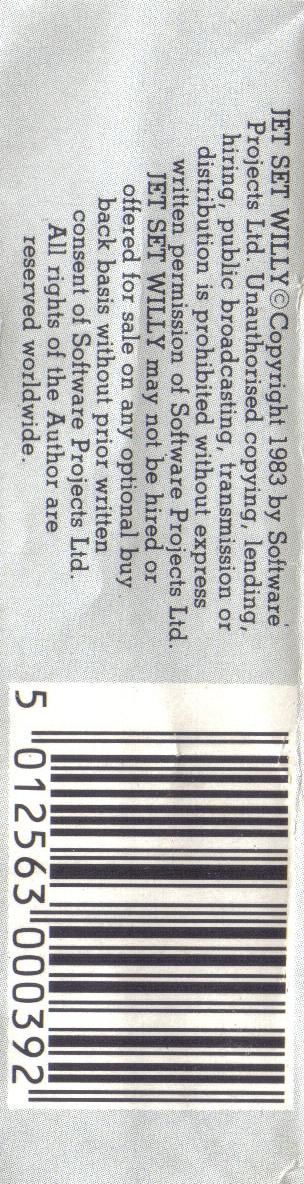 JET SET WILLY © Copyright 1983 by Software
Projects Ltd. Unauthorised copying, lending,
hiring, public broadcasting, transmission or
distribution is prohibited without express
written permission of Software Projects Ltd.
JET SET WILLY may not be hired or
offered for sale on any optional buy
back basis without prior written
consent of Software Projects Ltd.
All rights of the Author are
reserved worldwide.
5 012563 000392